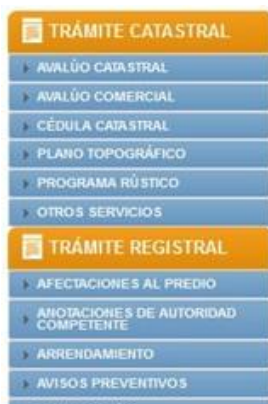 TRÁMITE CATASTRAL
AVALÚO CATASTRAL
AVALÚO COMERCIAL
CÉDULA CATASTRAL
PLANO TOPOGRÁFICO
PROGRAMA RÚSTICO
OTROS SERVICIOS
TRÁMITE REGISTRAL
AFECTACIONES AL PREDIO
ANOTACIONES DE AUTORIDAD
COMPETENTE
ARRENDAMIENTO
AVISOS PREVENTIVOS